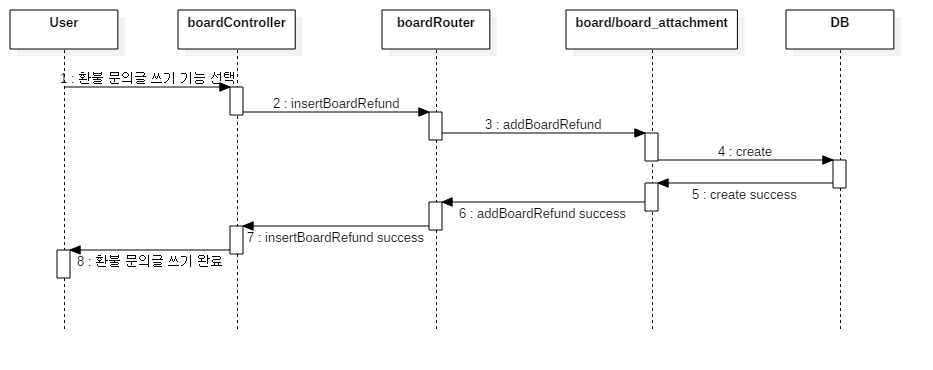 User
boardController
boardRouter
board/board_attachment
DB
1 : 환불 문의글 쓰기 기능 선택
2 : insertBoardRefund
3 : addBoardRefund
4 : create
5 : create success
6 : addBoardRefund success
7 : insertBoardRefund success
8 : 환불 문의글 쓰기 완료